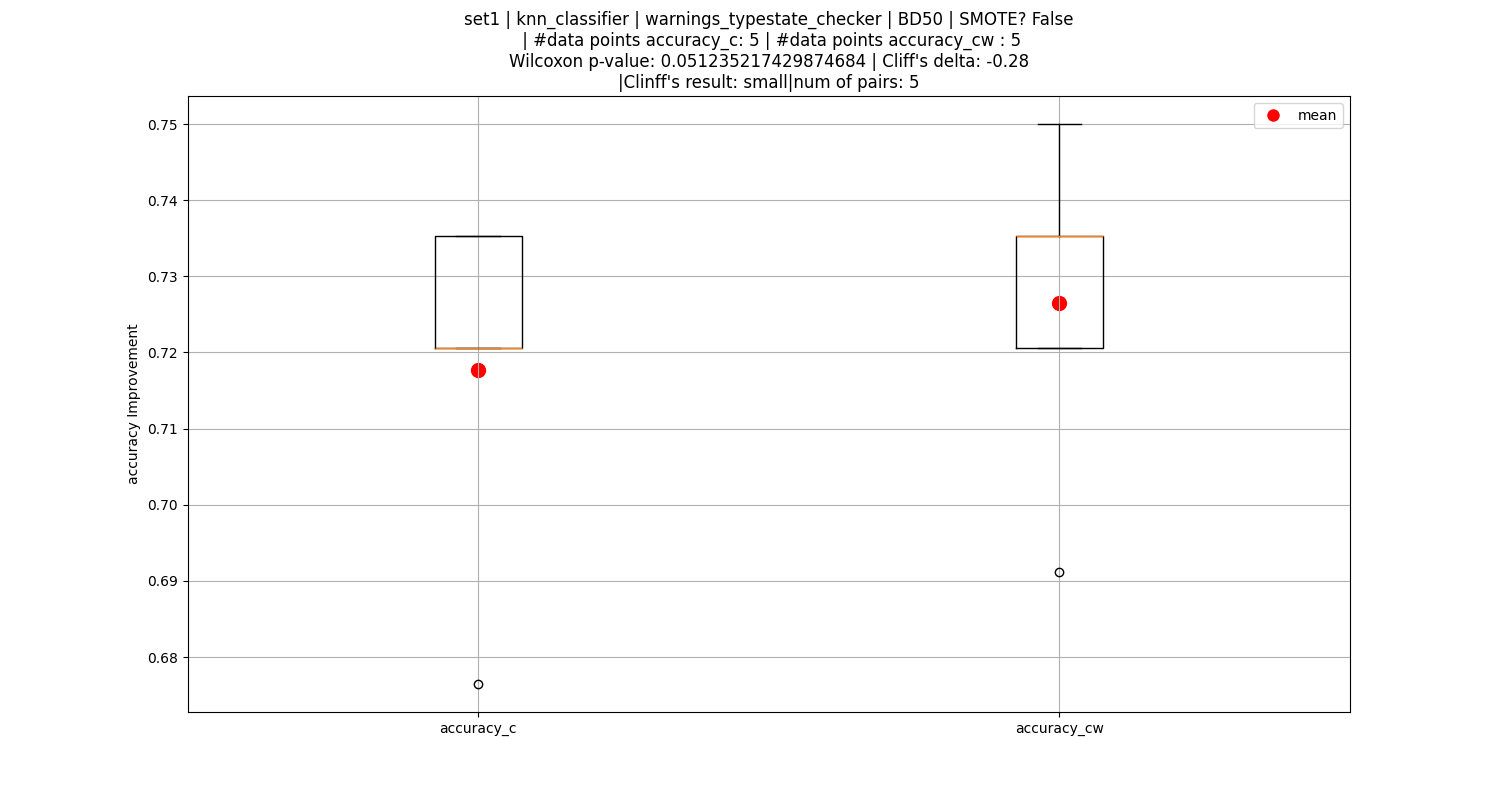 set1 | knn_classifier | warnings_typestate_checker | BD50 | SMOTE? False
| #data points accuracy_c: 5 | #data points accuracy_cw : 5
Wilcoxon p-value: 0.051235217429874684 | Cliff's delta: -0.28
|Clinff's result: small|num of pairs: 5
mean
0.75
0.74
0.73
0.72
0.71
0.70
0.69
0.68
accuracy Improvement
accuracy_c
accuracy_cw